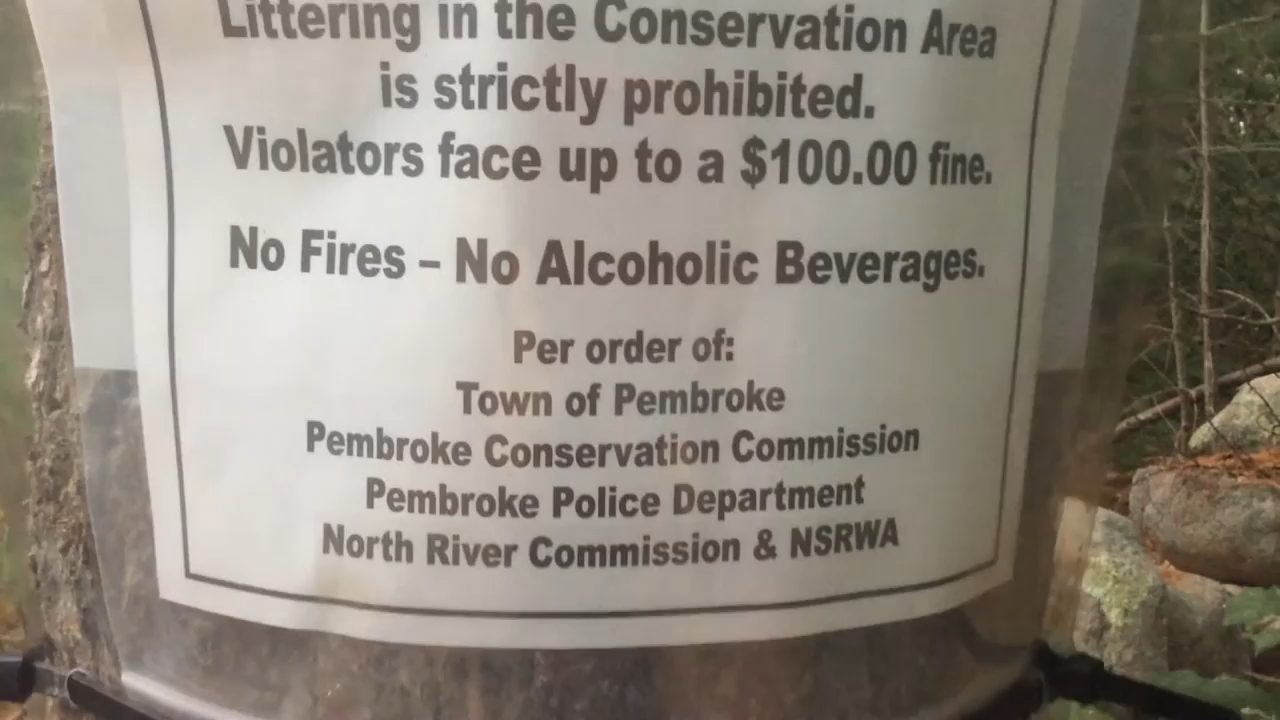 Littering in the Conservation Area
is strictly prohibited.
Violators face up to a $100.00 fine.
No Fires – No Alcoholic Beverages.
Per order of:
Town of Pembroke
Pembroke Conservation Commission
Pembroke Police Department
North River Commission & NSRWA